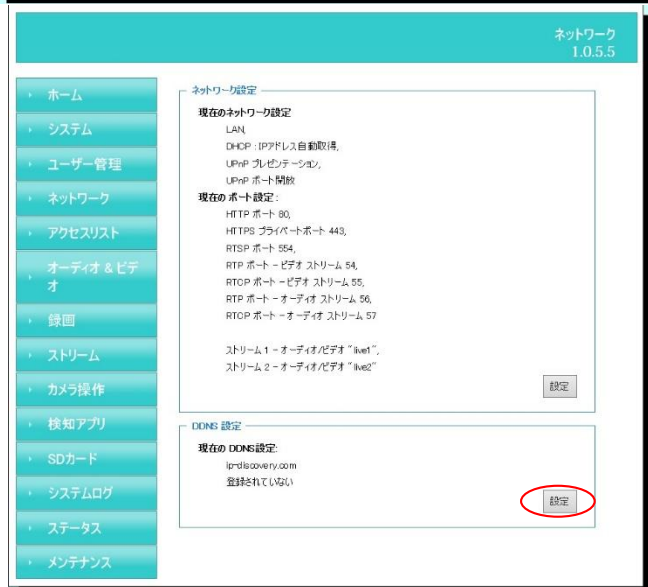 ネットワーク
1.0.5.5
ホーム
システム
ユーザー管理
ネットワーク
アクセスリスト
オーディオ & ビデ
オ
録画
ストリーム
カメラ操作
検知アプリ
SDカード
システムログ
ステータス
メンテナンス
ネットワーク設定
現在のネットワーク設定
LAN,
DHCP : IPアドレス自動取得,
UPnP プレゼンテーション,
UPnP ポート開放
現在の ポート設定 :
HTTP ポート 80,
HTTPS プライベートポート 443,
RTSP ポート 554,
RTP ポート - ビデオ ストリーム 54,
RTCP ポート - ビデオ ストリーム 55,
RTP ポート - オーディオ ストリーム 56,
RTCP ポート - オーディオ ストリーム 57
ストリーム 1 - オーディオ/ビデオ "live1",
ストリーム 2 - オーディオ/ビデオ "live2"
設定
DDNS 設定
現在の DDNS設定:
ip-discovery.com
登録されていない
設定